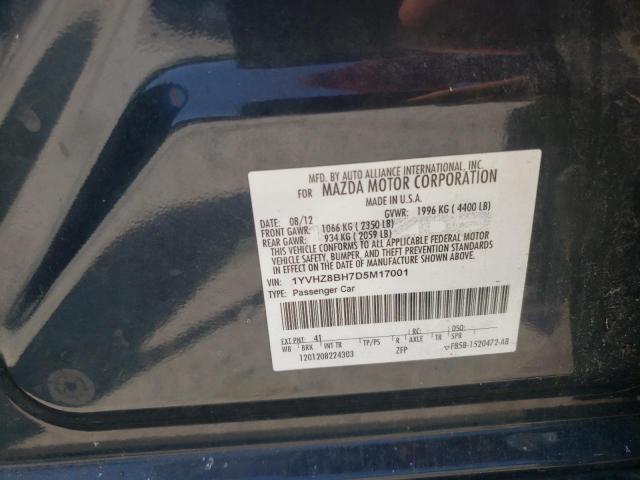 MFD. BY AUTO ALLIANCE INTERNATIONAL, INC.
FOR MAZDA MOTOR CORPORATION
MADE IN U.S.A.
DATE: 08/12 GVWR: 1996 KG ( 4400 LB)
FRONT GAWR: 1066 KG ( 2350 LB)
REAR GAWR: 934 KG ( 2059 LB)
THIS VEHICLE CONFORMS TO ALL APPLICABLE FEDERAL MOTOR
VEHICLE SAFETY, BUMPER, AND THEFT PREVENTION STANDARDS
IN EFFECT ON THE DATE OF MANUFACTURE SHOWN ABOVE.
VIN: 1YVHZ8BH7D5M17001
TYPE: Passenger Car
EXT PNT: 41 RC: DSO:
WB BRK INT TR TP/PS R AXLE TR SPR
1201208224303 ZFP FB5B-1520472-AB